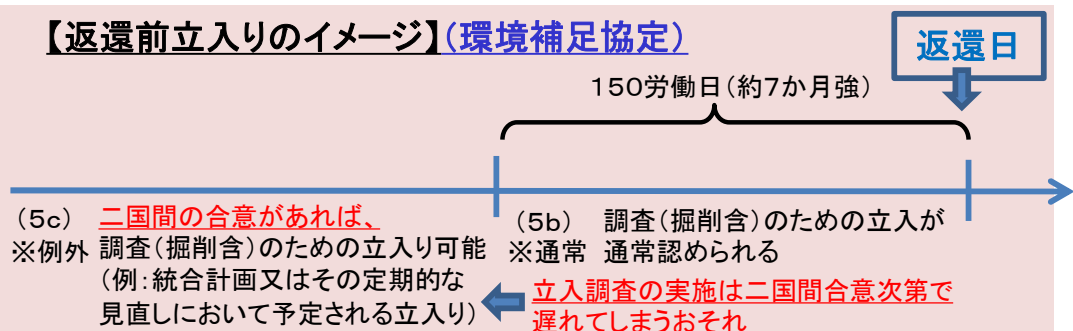 【返還前立入りのイメージ】(環境補足協定)
返還日
150労働日(約7か月強)
(5c) 二国間の合意があれば、
※例外 調査(掘削含)のための立入り可能
(例:統合計画又はその定期的な
見直しにおいて予定される立入り)
(5b) 調査(掘削含)のための立入が
※通常 通常認められる
立入調査の実施は二国間合意次第で
遅れてしまうおそれ